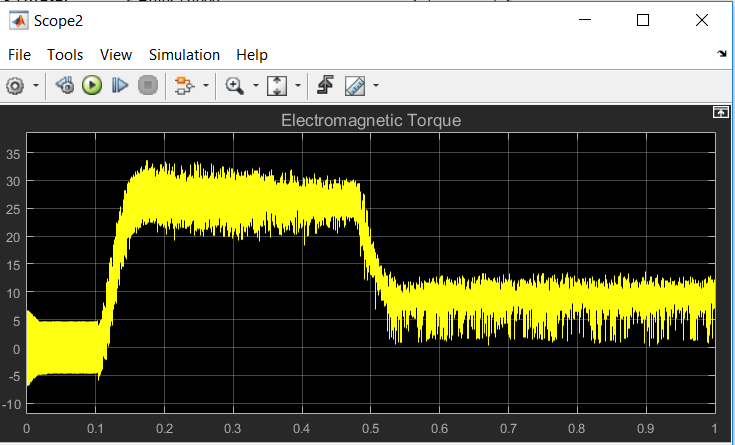 Scope2
File Tools View Simulation Help
Electromagnetic Torque
35
30
25
20
15
10
5
0
-5
-10
0 0.1 0.2 0.3 0.4 0.5 0.6 0.7 0.8 0.9 1